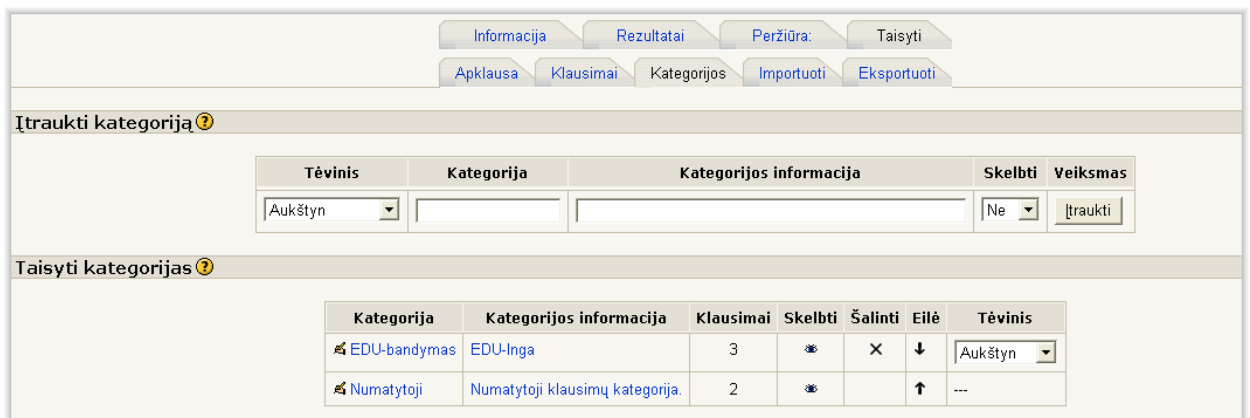 Informacija Rezultatai Peržiūra: Taisyti
Apklausa Klausimai Kategorijos Importuoti Eksportuoti
Įtraukti kategoriją
Tėvinis Kategorija Kategorijos informacija Skelbti Veiksmas
Aukštyn Ne Įtraukti
Taisyti kategorijas
Kategorija Kategorijos informacija Klausimai Skelbti Šalinti Eilė Tėvinis
EDU-bandymas EDU-Inga 3 Aukštyn
Numatytoji Numatytoji klausimų kategorija. 2 ---